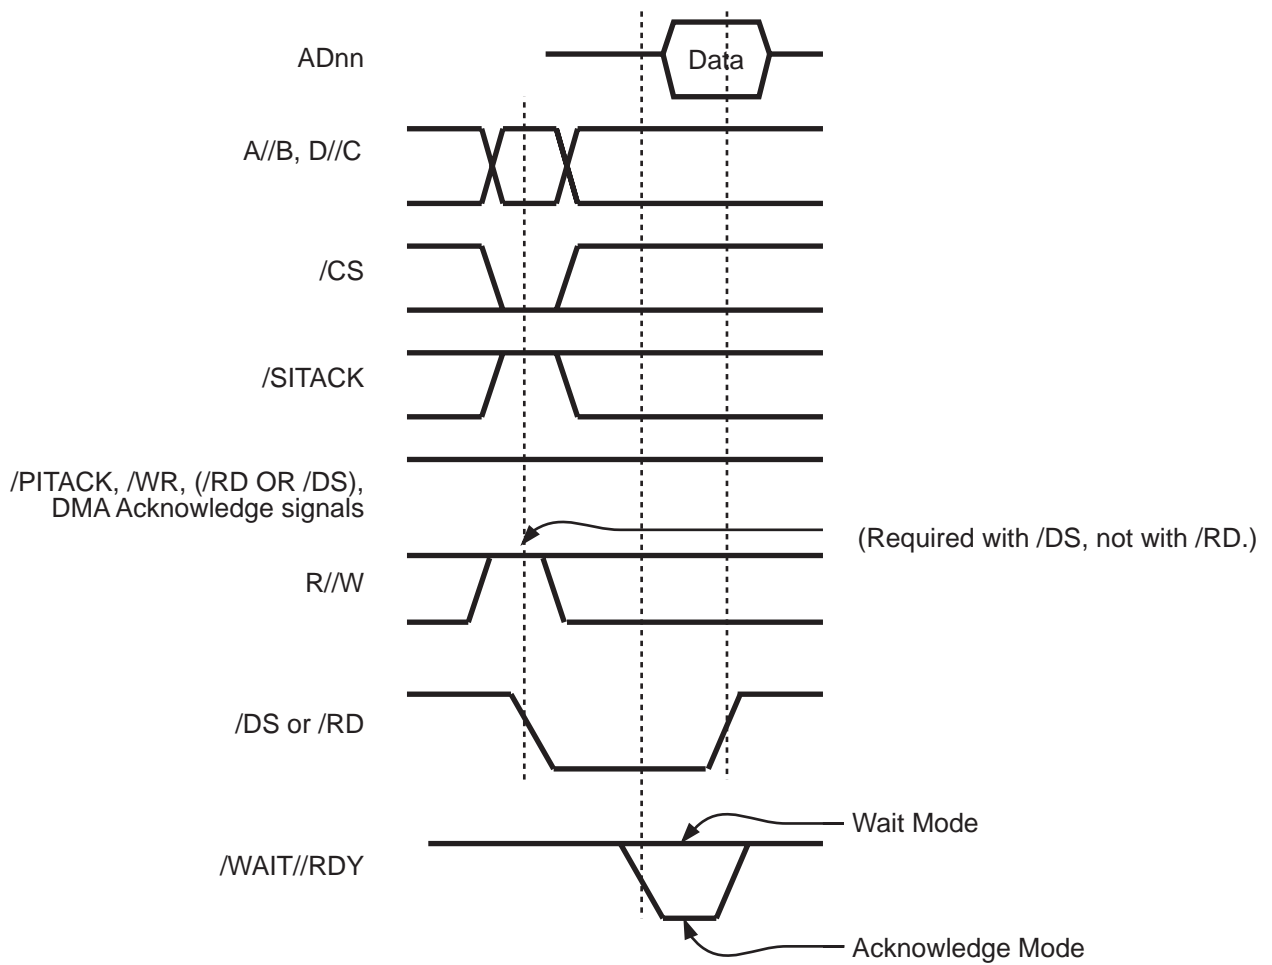 ADnn
Data
A//B, D//C
/CS
/SITACK
/PITACK, /WR, (/RD OR /DS),
DMA Acknowledge signals
(Required with /DS, not with /RD.)
R//W
/DS or /RD
Wait Mode
/WAIT//RDY
Acknowledge Mode